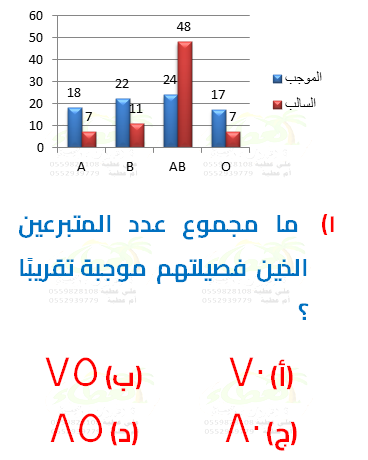 60
50
48
40
30
24
22
20
18
17
11
10
7
7
0
A B AB O
الموجب
السالب
١) ما مجموع عدد المتبرعين
الذين فصيلتهم موجبة تقريبًا
؟
(أ) ٧٠ (ب) ٧٥
(ج) ٨٠ (د) ٨٥